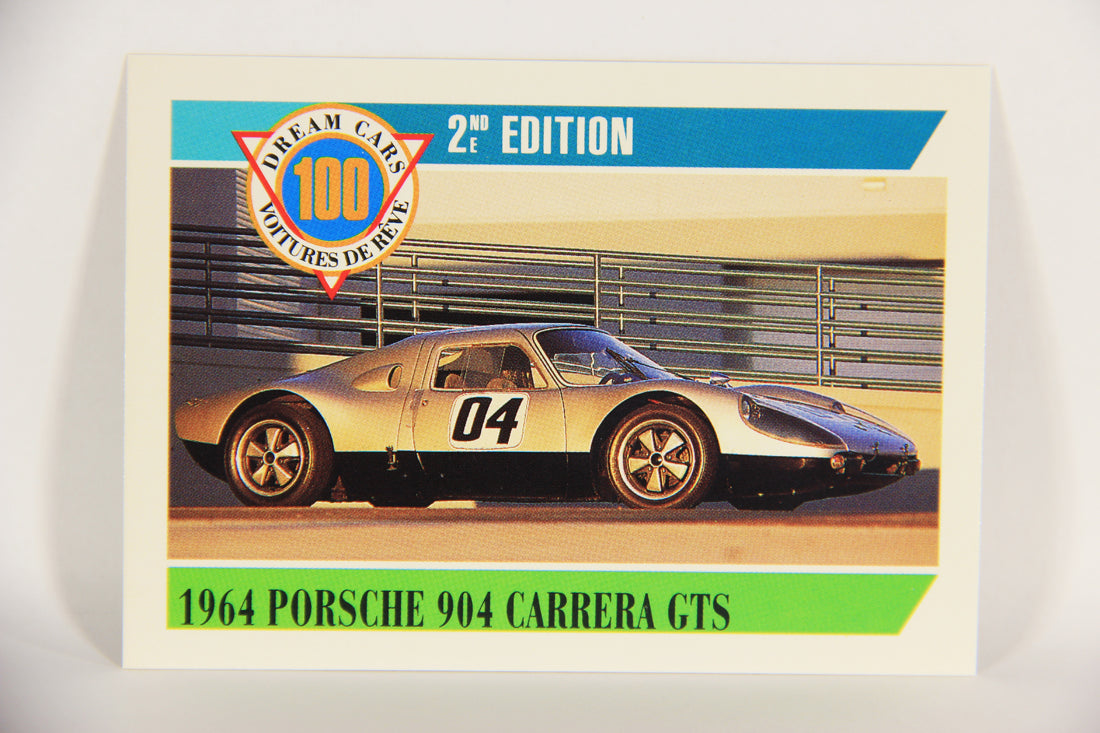 DREAM CARS
100
VOITURES DE RÊVE
2ND E EDITION
04
1964 PORSCHE 904 CARRERA GTS